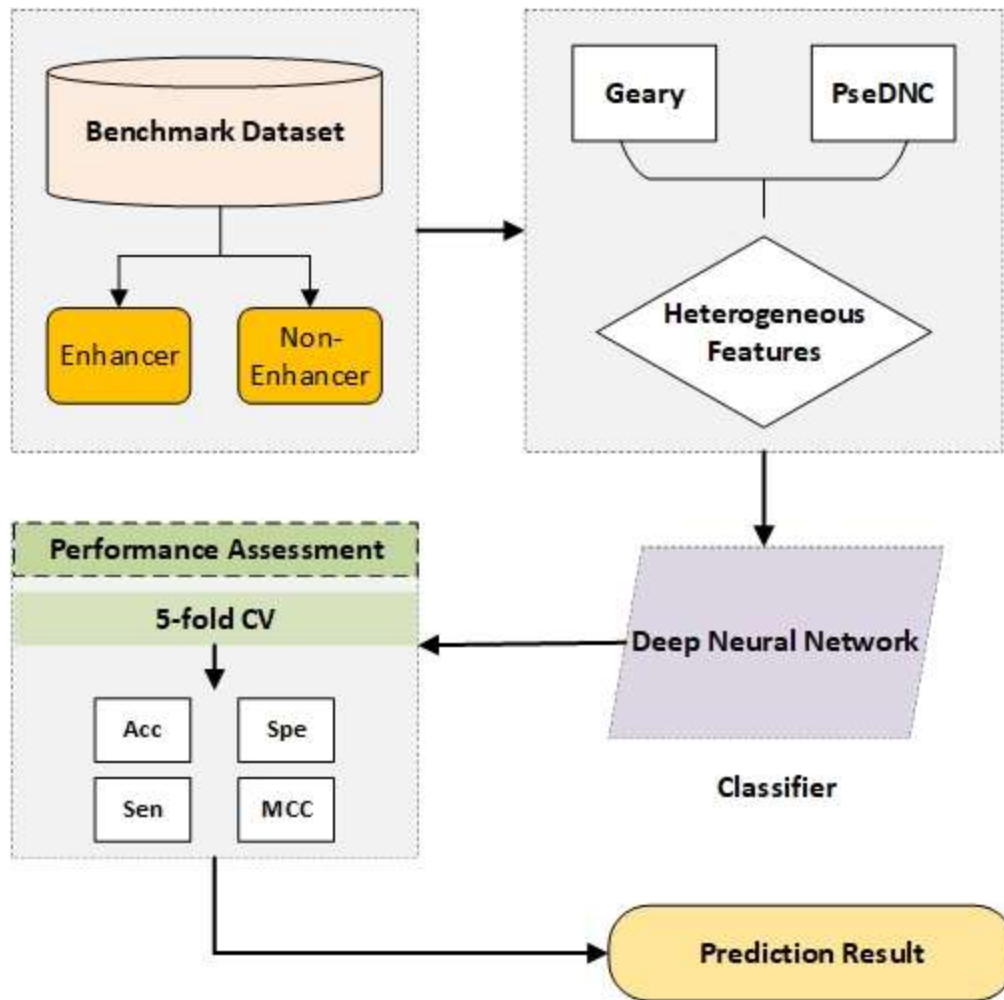 Benchmark Dataset
Enhancer
Non-
Enhancer
Geary
PseDNC
Heterogeneous
Features
Deep Neural Network
Classifier
Performance Assessment
5-fold CV
Acc
Spe
Sen
MCC
Prediction Result